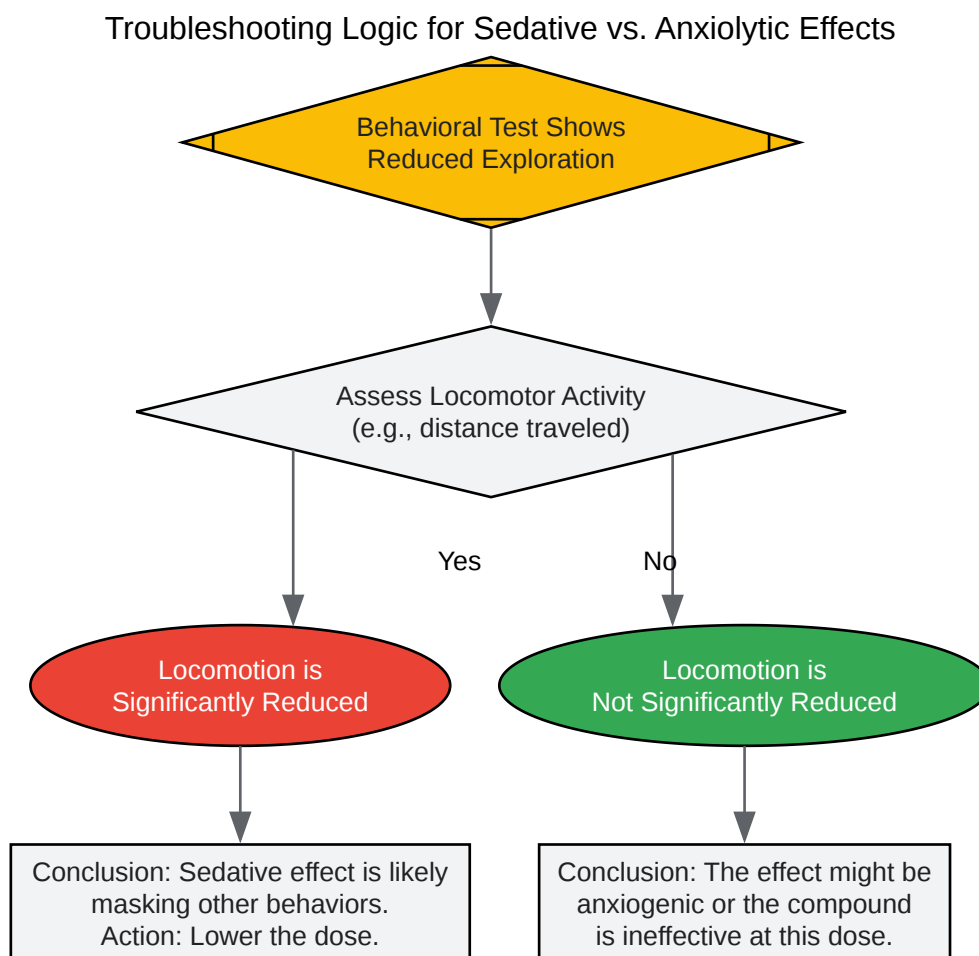 Troubleshooting Logic for Sedative vs. Anxiolytic Effects
Behavioral Test Shows
Reduced Exploration
Assess Locomotor Activity
(e.g., distance traveled)
Yes
No
Locomotion is
Significantly Reduced
Locomotion is
Not Significantly Reduced
Conclusion: Sedative effect is likely
masking other behaviors.
Action: Lower the dose.
Conclusion: The effect might be
anxiogenic or the compound
is ineffective at this dose.